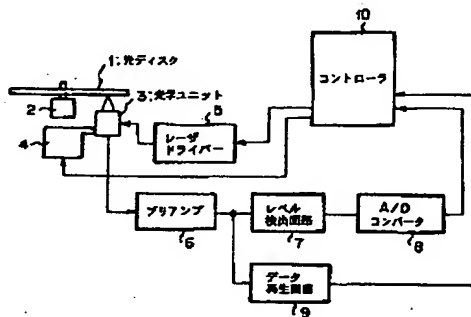 10
コントローラ
1:光ディスク
3:光学ユニット
2
5
レーザ
ドライバー
4
プリアンプ
6
レベル
検出回路
7
A/D
コンバータ
8
データ
再生回路
9